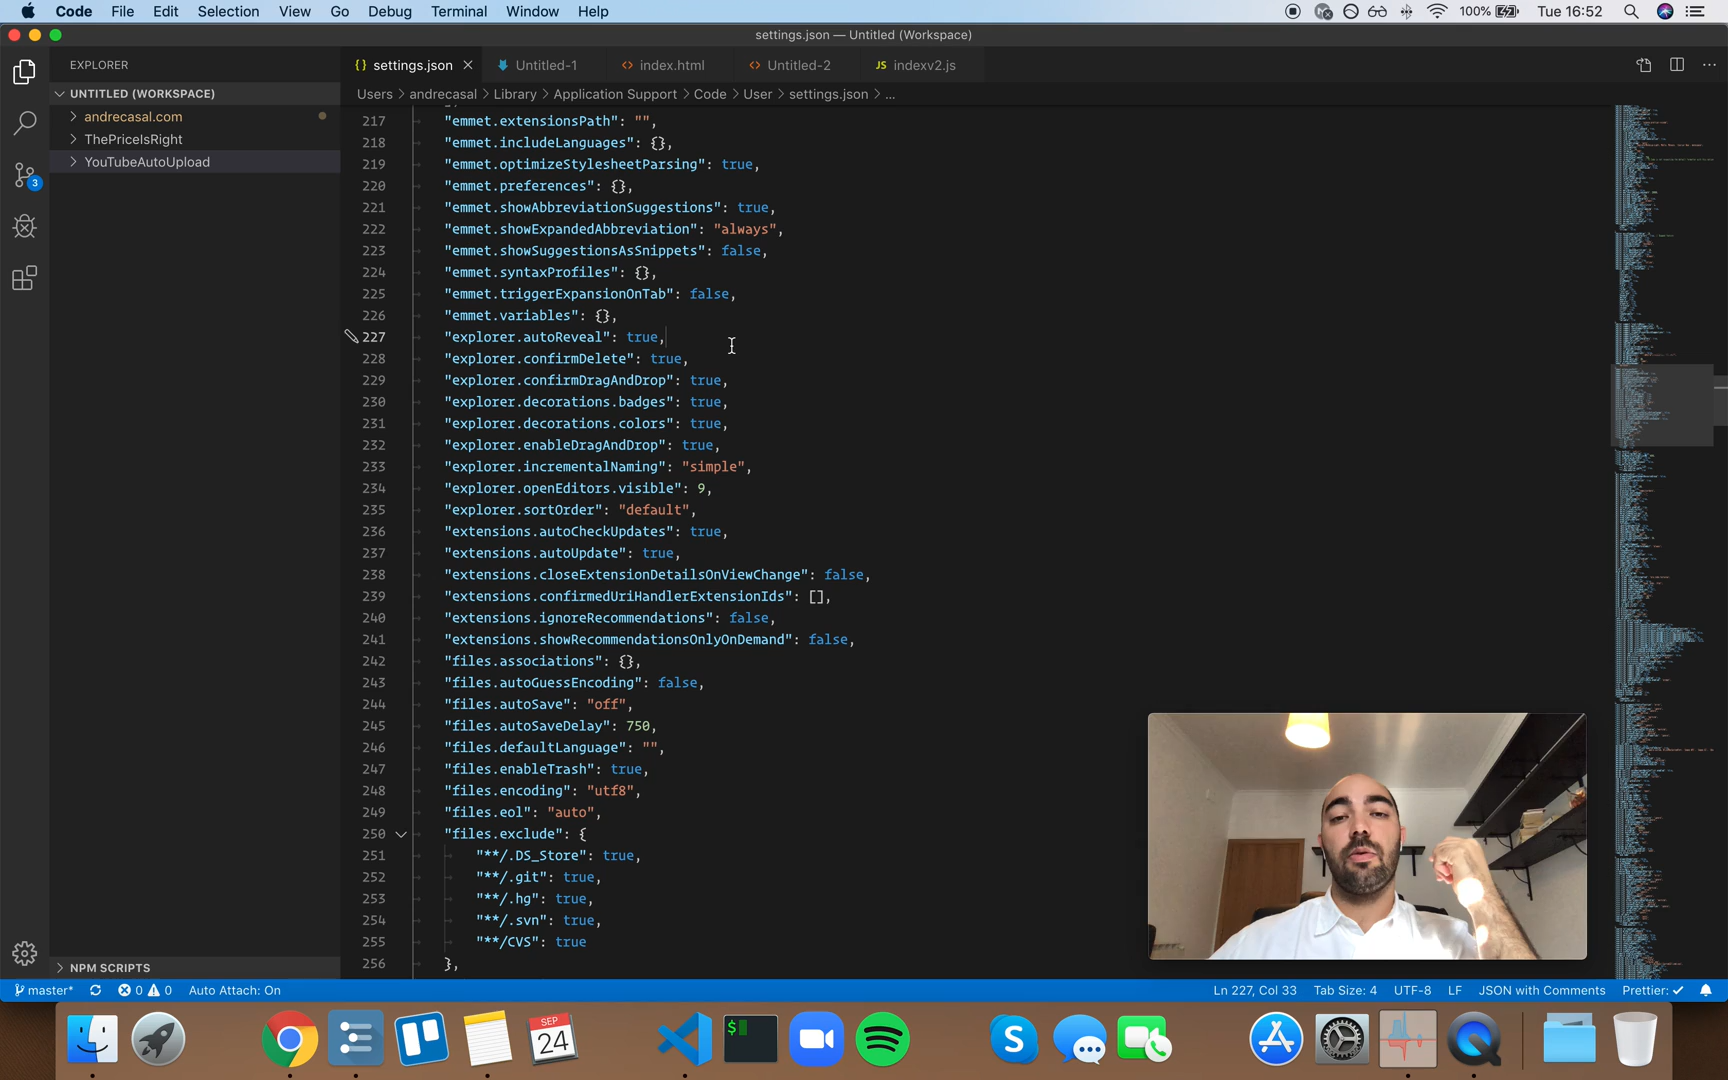 Code File Edit Selection View Go Debug Terminal Window Help 100% Tue 16:52
settings.json — Untitled (Workspace)
EXPLORER
{} settings.json × Untitled-1 <> index.html <> Untitled-2 JS indexv2.js
Users > andrecasal > Library > Application Support > Code > User > settings.json > ...
UNTITLED (WORKSPACE)
andrecasal.com
ThePriceIsRight
YouTubeAutoUpload
3
217 "emmet.extensionsPath": "",
218 "emmet.includeLanguages": {},
219 "emmet.optimizeStylesheetParsing": true,
220 "emmet.preferences": {},
221 "emmet.showAbbreviationSuggestions": true,
222 "emmet.showExpandedAbbreviation": "always",
223 "emmet.showSuggestionsAsSnippets": false,
224 "emmet.syntaxProfiles": {},
225 "emmet.triggerExpansionOnTab": false,
226 "emmet.variables": {},
227 "explorer.autoReveal": true,
228 "explorer.confirmDelete": true,
229 "explorer.confirmDragAndDrop": true,
230 "explorer.decorations.badges": true,
231 "explorer.decorations.colors": true,
232 "explorer.enableDragAndDrop": true,
233 "explorer.incrementalNaming": "simple",
234 "explorer.openEditors.visible": 9,
235 "explorer.sortOrder": "default",
236 "extensions.autoCheckUpdates": true,
237 "extensions.autoUpdate": true,
238 "extensions.closeExtensionDetailsOnViewChange": false,
239 "extensions.confirmedUriHandlerExtensionIds": [],
240 "extensions.ignoreRecommendations": false,
241 "extensions.showRecommendationsOnlyOnDemand": false,
242 "files.associations": {},
243 "files.autoGuessEncoding": false,
244 "files.autoSave": "off",
245 "files.autoSaveDelay": 750,
246 "files.defaultLanguage": "",
247 "files.enableTrash": true,
248 "files.encoding": "utf8",
249 "files.eol": "auto",
250 "files.exclude": {
251 "**/.DS_Store": true,
252 "**/.git": true,
253 "**/.hg": true,
254 "**/.svn": true,
255 "**/CVS": true
256 },
NPM SCRIPTS
master* 0 0 Auto Attach: On Ln 227, Col 33 Tab Size: 4 UTF-8 LF JSON with Comments Prettier: ✓
SEP
24
$
S